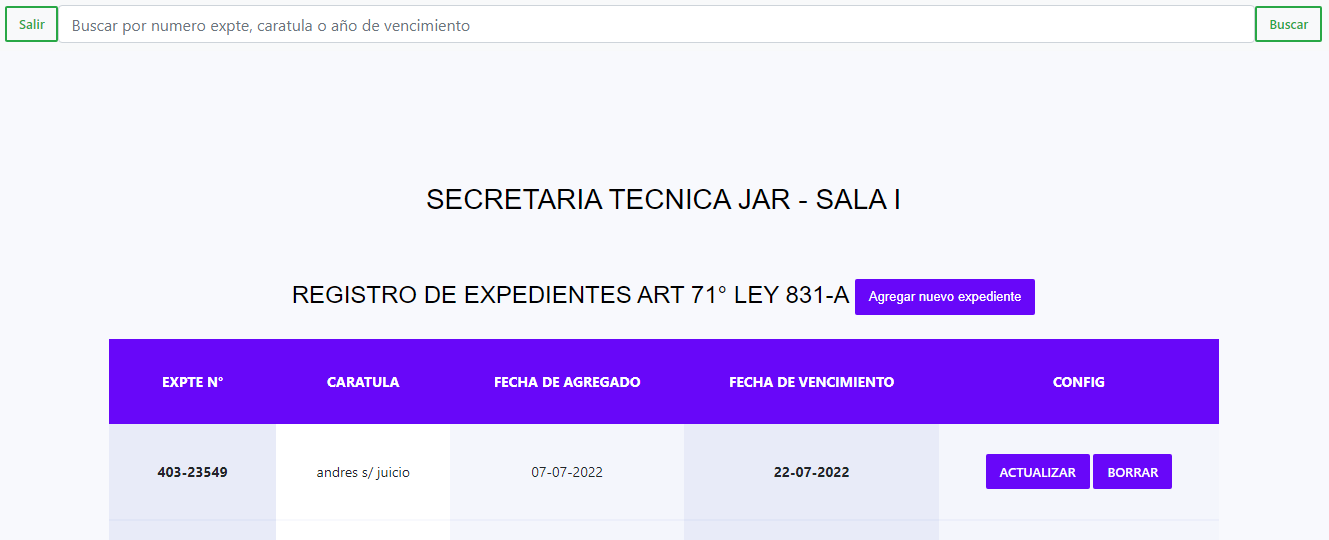 Salir Buscar por numero expte, caratula o año de vencimiento Buscar
SECRETARIA TECNICA JAR - SALA I
REGISTRO DE EXPEDIENTES ART 71° LEY 831-A Agregar nuevo expediente
EXPTE N° CARATULA FECHA DE AGREGADO FECHA DE VENCIMIENTO CONFIG
403-23549 andres s/ juicio 07-07-2022 22-07-2022 ACTUALIZAR BORRAR